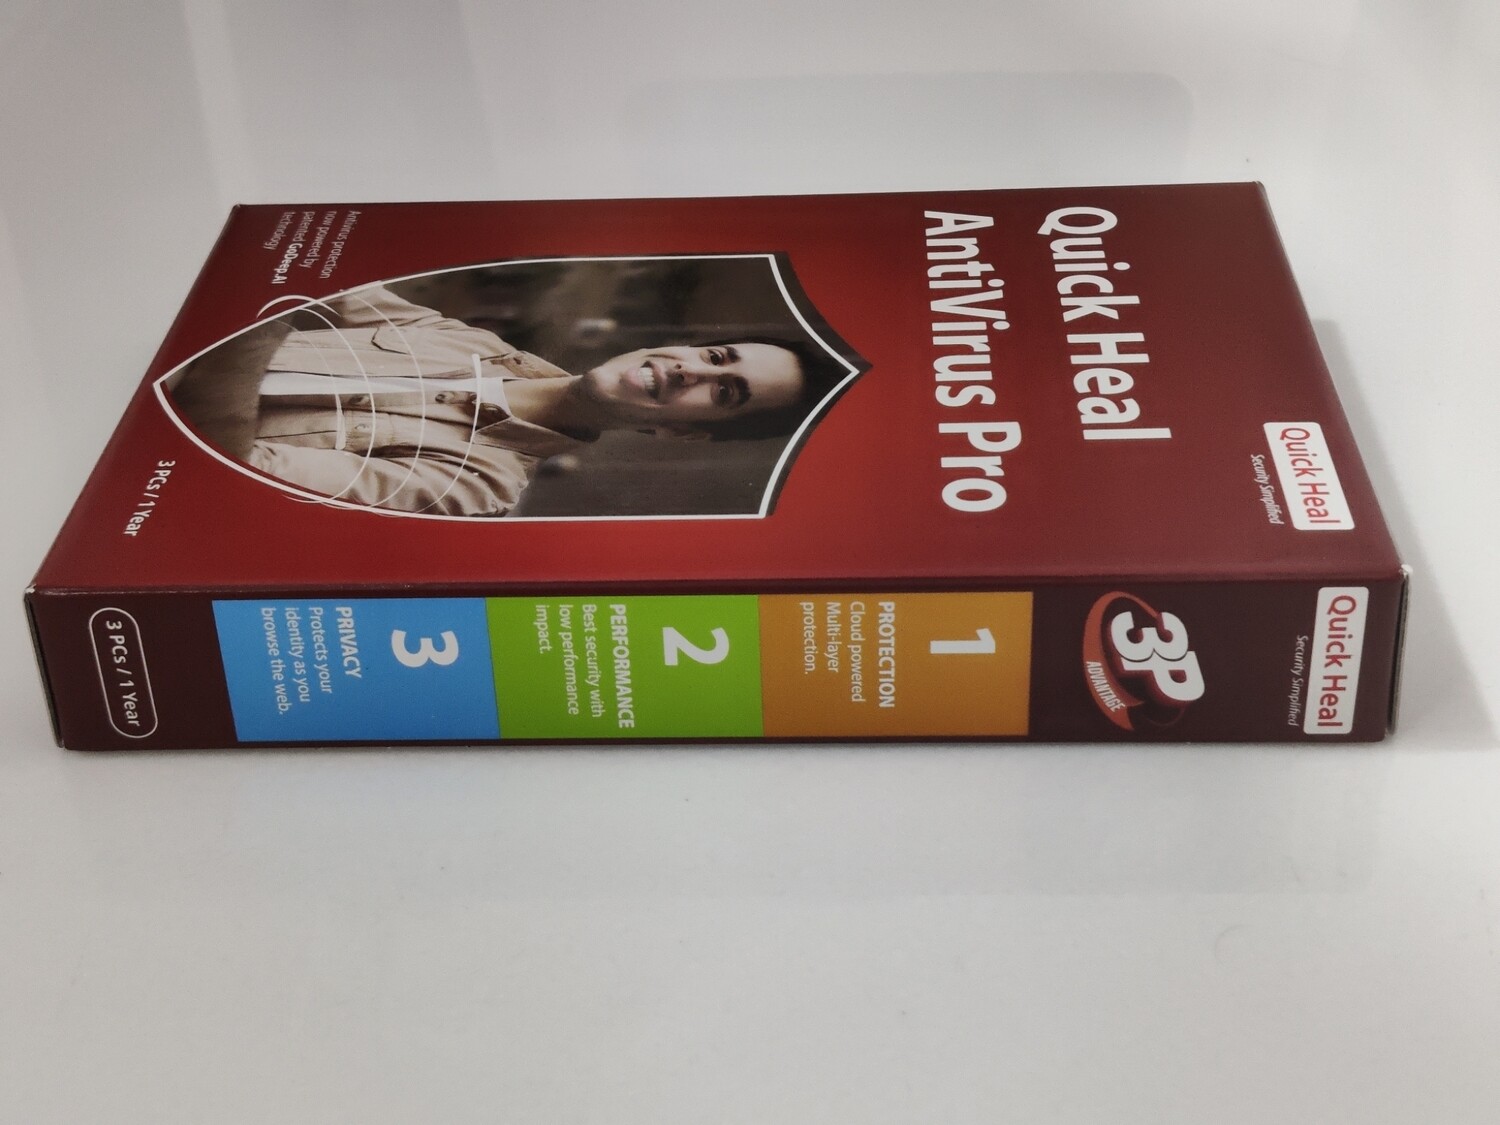 Quick Heal
Security Simplified
Quick Heal
AntiVirus Pro
Antivirus protection
now powered by
patented GoDeep.AI
technology
3 PCs / 1 Year
Quick Heal
Security Simplified
3P
ADVANTAGE
1
PROTECTION
Cloud powered
Multi-layer
protection.
2
PERFORMANCE
Best security with
low performance
impact.
3
PRIVACY
Protects your
identity as you
browse the web.
3 PCs / 1 Year